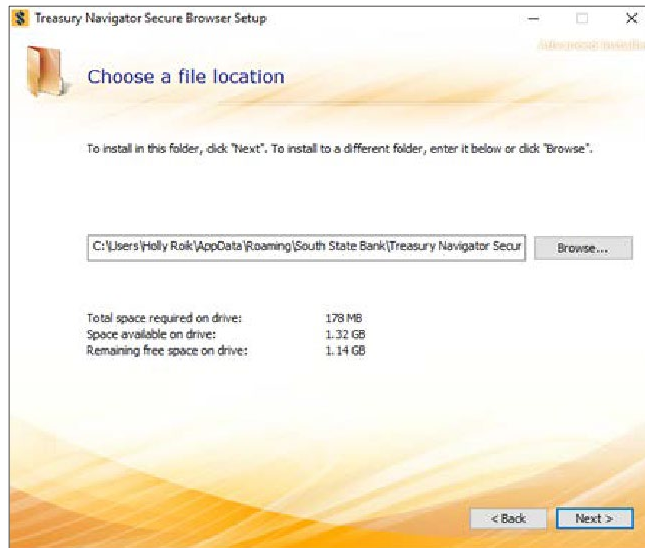 Treasury Navigator Secure Browser Setup
Choose a file location
To install in this folder, click "Next". To install to a different folder, enter it below or click "Browse".
C:\Users\Holly Roik\AppData\Roaming\South State Bank\Treasury Navigator Secur
Browse...
Total space required on drive: 178 MB
Space available on drive: 1.32 GB
Remaining free space on drive: 1.14 GB
< Back
Next >